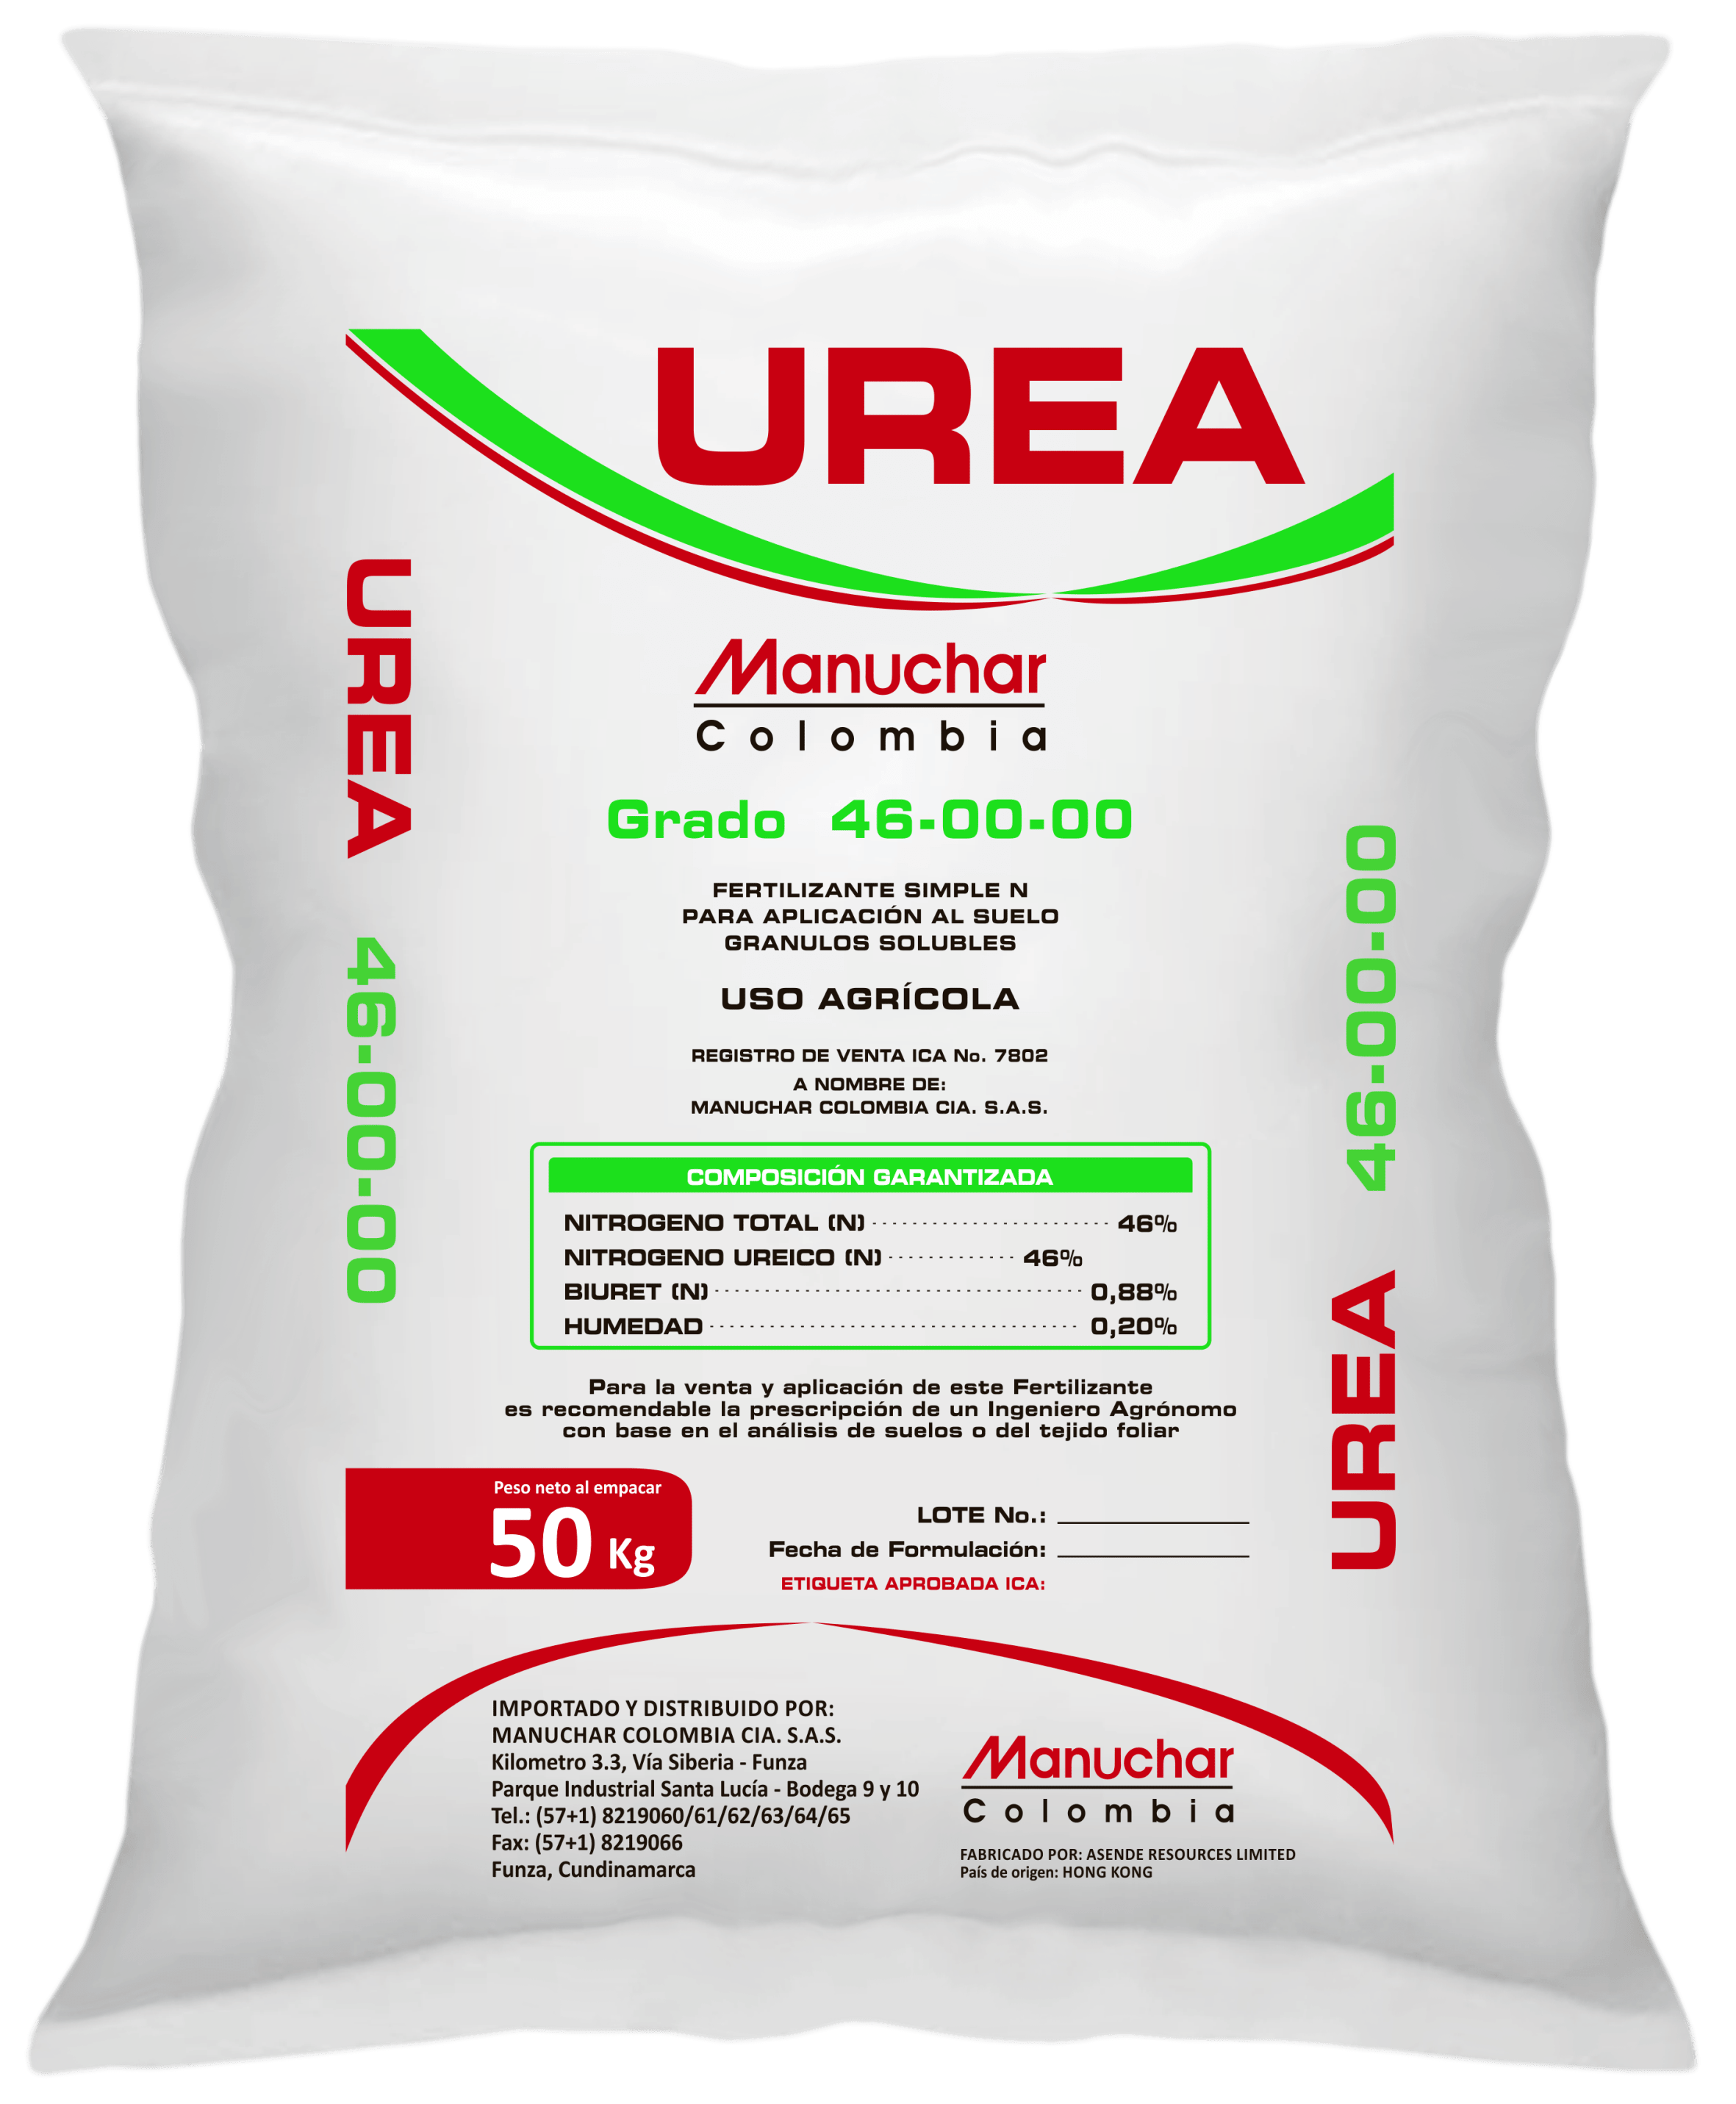 UREA
UREA 46-00-00
Manuchar
Colombia
Grado 46-00-00
FERTILIZANTE SIMPLE N
PARA APLICACIÓN AL SUELO
GRANULOS SOLUBLES
USO AGRÍCOLA
REGISTRO DE VENTA ICA No. 7802
A NOMBRE DE:
MANUCHAR COLOMBIA CIA. S.A.S.
UREA 46-00-00
COMPOSICIÓN GARANTIZADA
NITROGENO TOTAL (N) 46%
NITROGENO UREICO (N) 46%
BIURET (N) 0,88%
HUMEDAD 0,20%
Para la venta y aplicación de este Fertilizante
es recomendable la prescripción de un Ingeniero Agrónomo
con base en el análisis de suelos o del tejido foliar
Peso neto al empacar
50 Kg
LOTE No.:
Fecha de Formulación:
ETIQUETA APROBADA ICA:
IMPORTADO Y DISTRIBUIDO POR:
MANUCHAR COLOMBIA CIA. S.A.S.
Kilometro 3.3, Vía Siberia - Funza
Parque Industrial Santa Lucía - Bodega 9 y 10
Tel.: (57+1) 8219060/61/62/63/64/65
Fax: (57+1) 8219066
Funza, Cundinamarca
Manuchar
Colombia
FABRICADO POR: ASENDE RESOURCES LIMITED
País de origen: HONG KONG